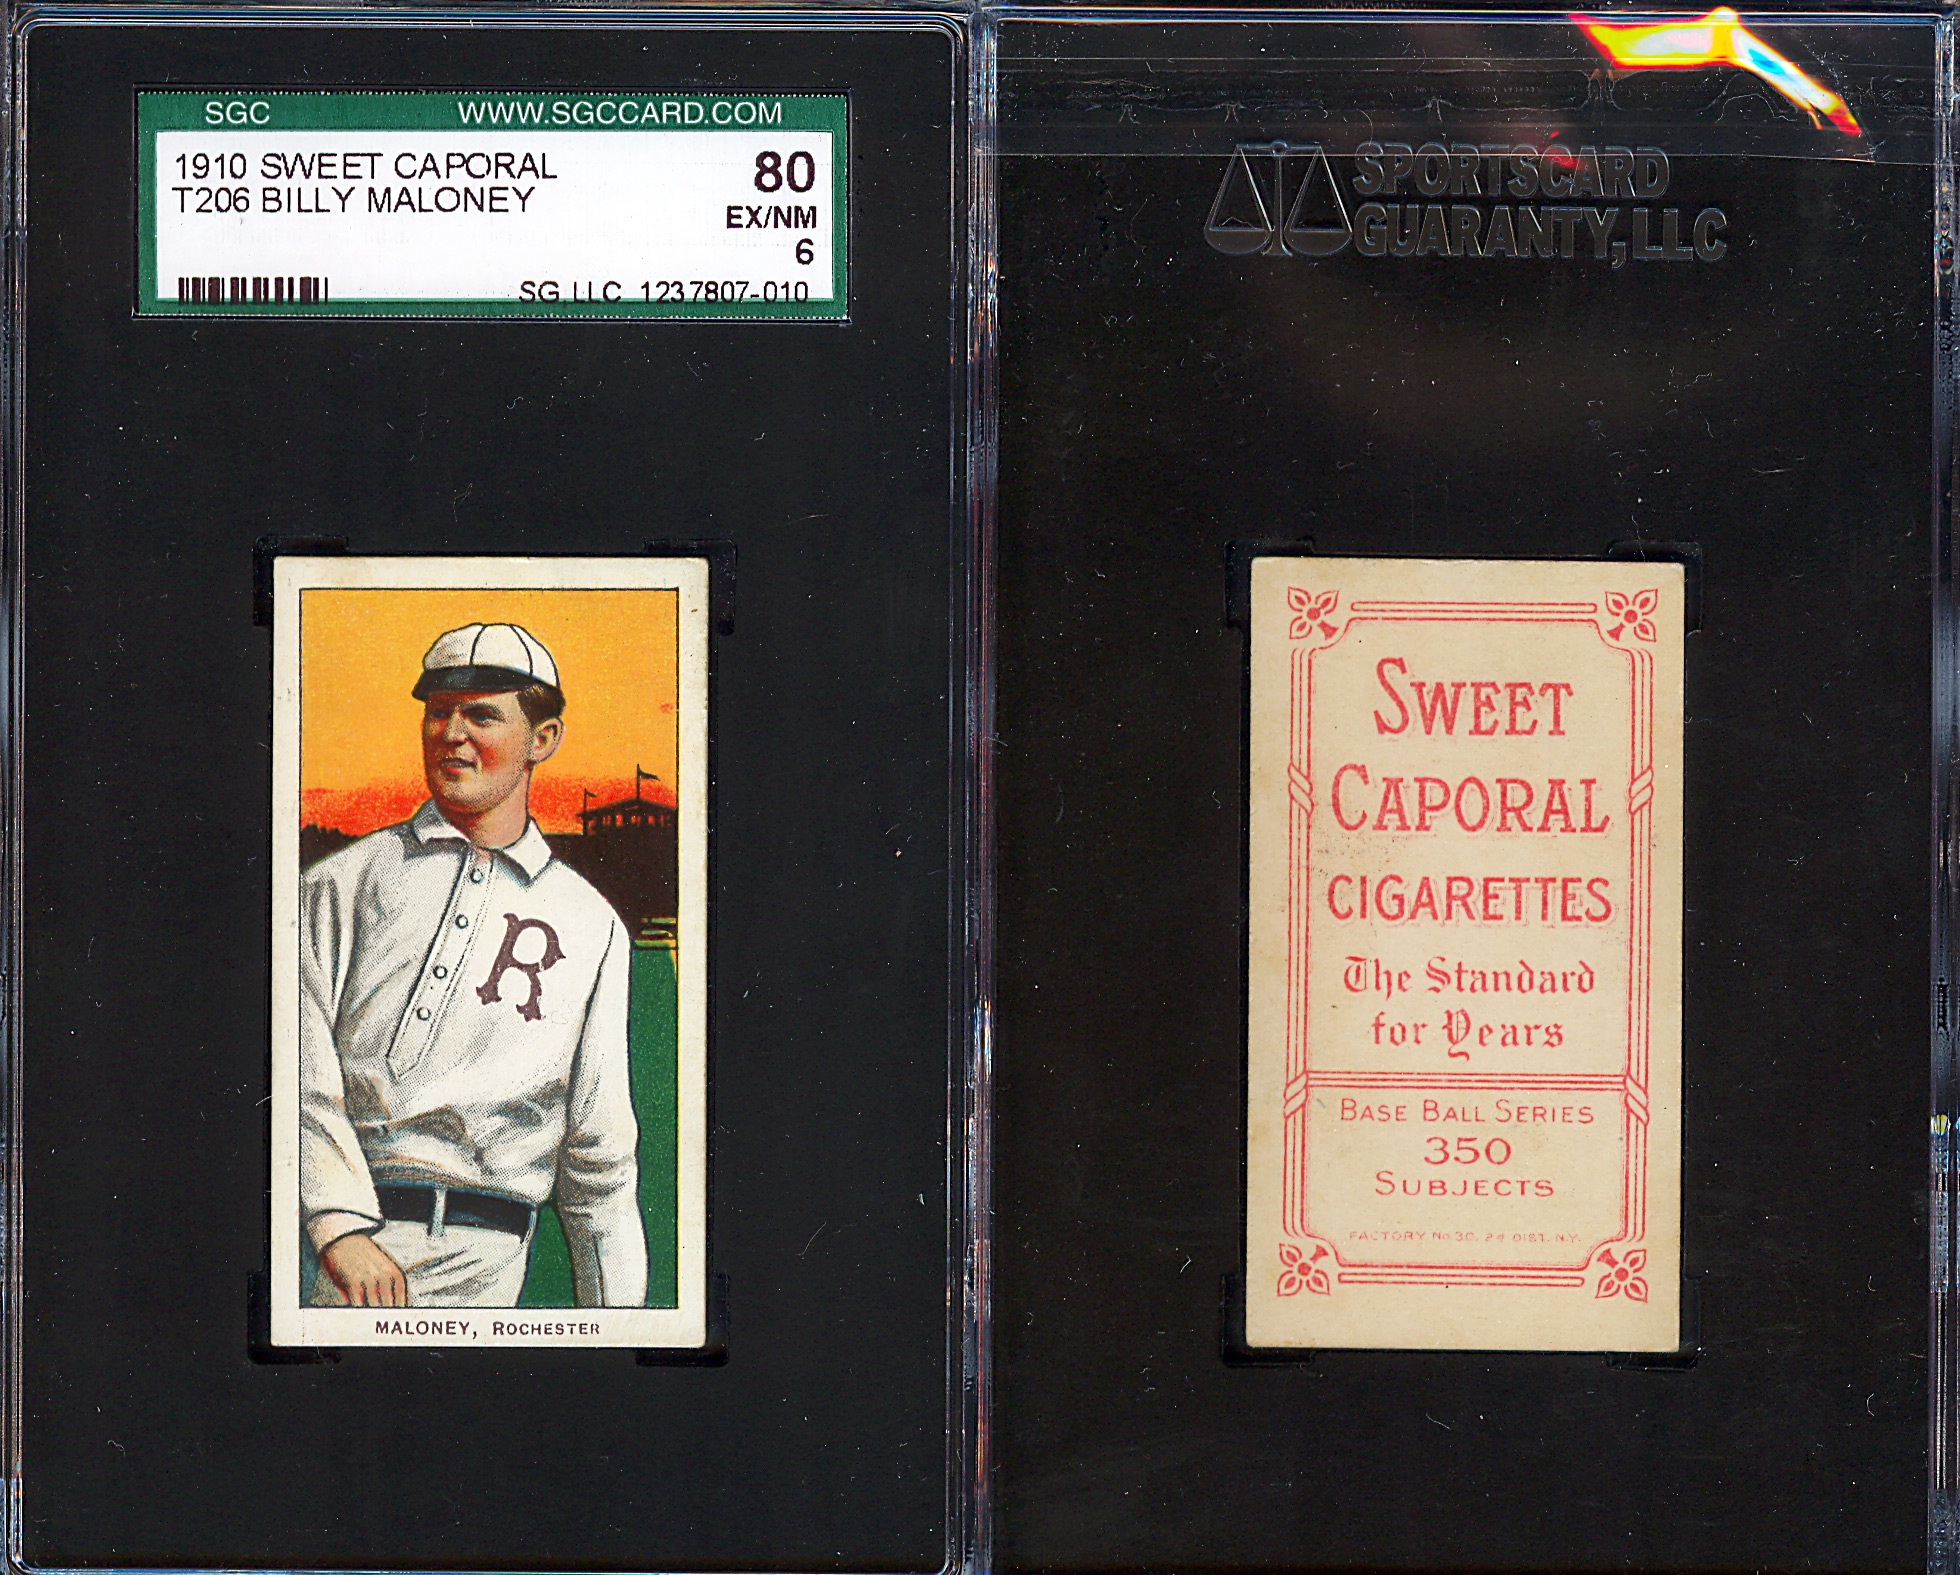 SGC WWW.SGCCARD.COM
1910 SWEET CAPORAL 80
T206 BILLY MALONEY EX/NM
6
SG, LLC 1237807-010
R
MALONEY, ROCHESTER
SPORTSCARD
GUARANTY, LLC
SWEET
CAPORAL
CIGARETTES
The Standard
for Years
BASE BALL SERIES
350
SUBJECTS
FACTORY No. 30, 2d DIST. N.Y.